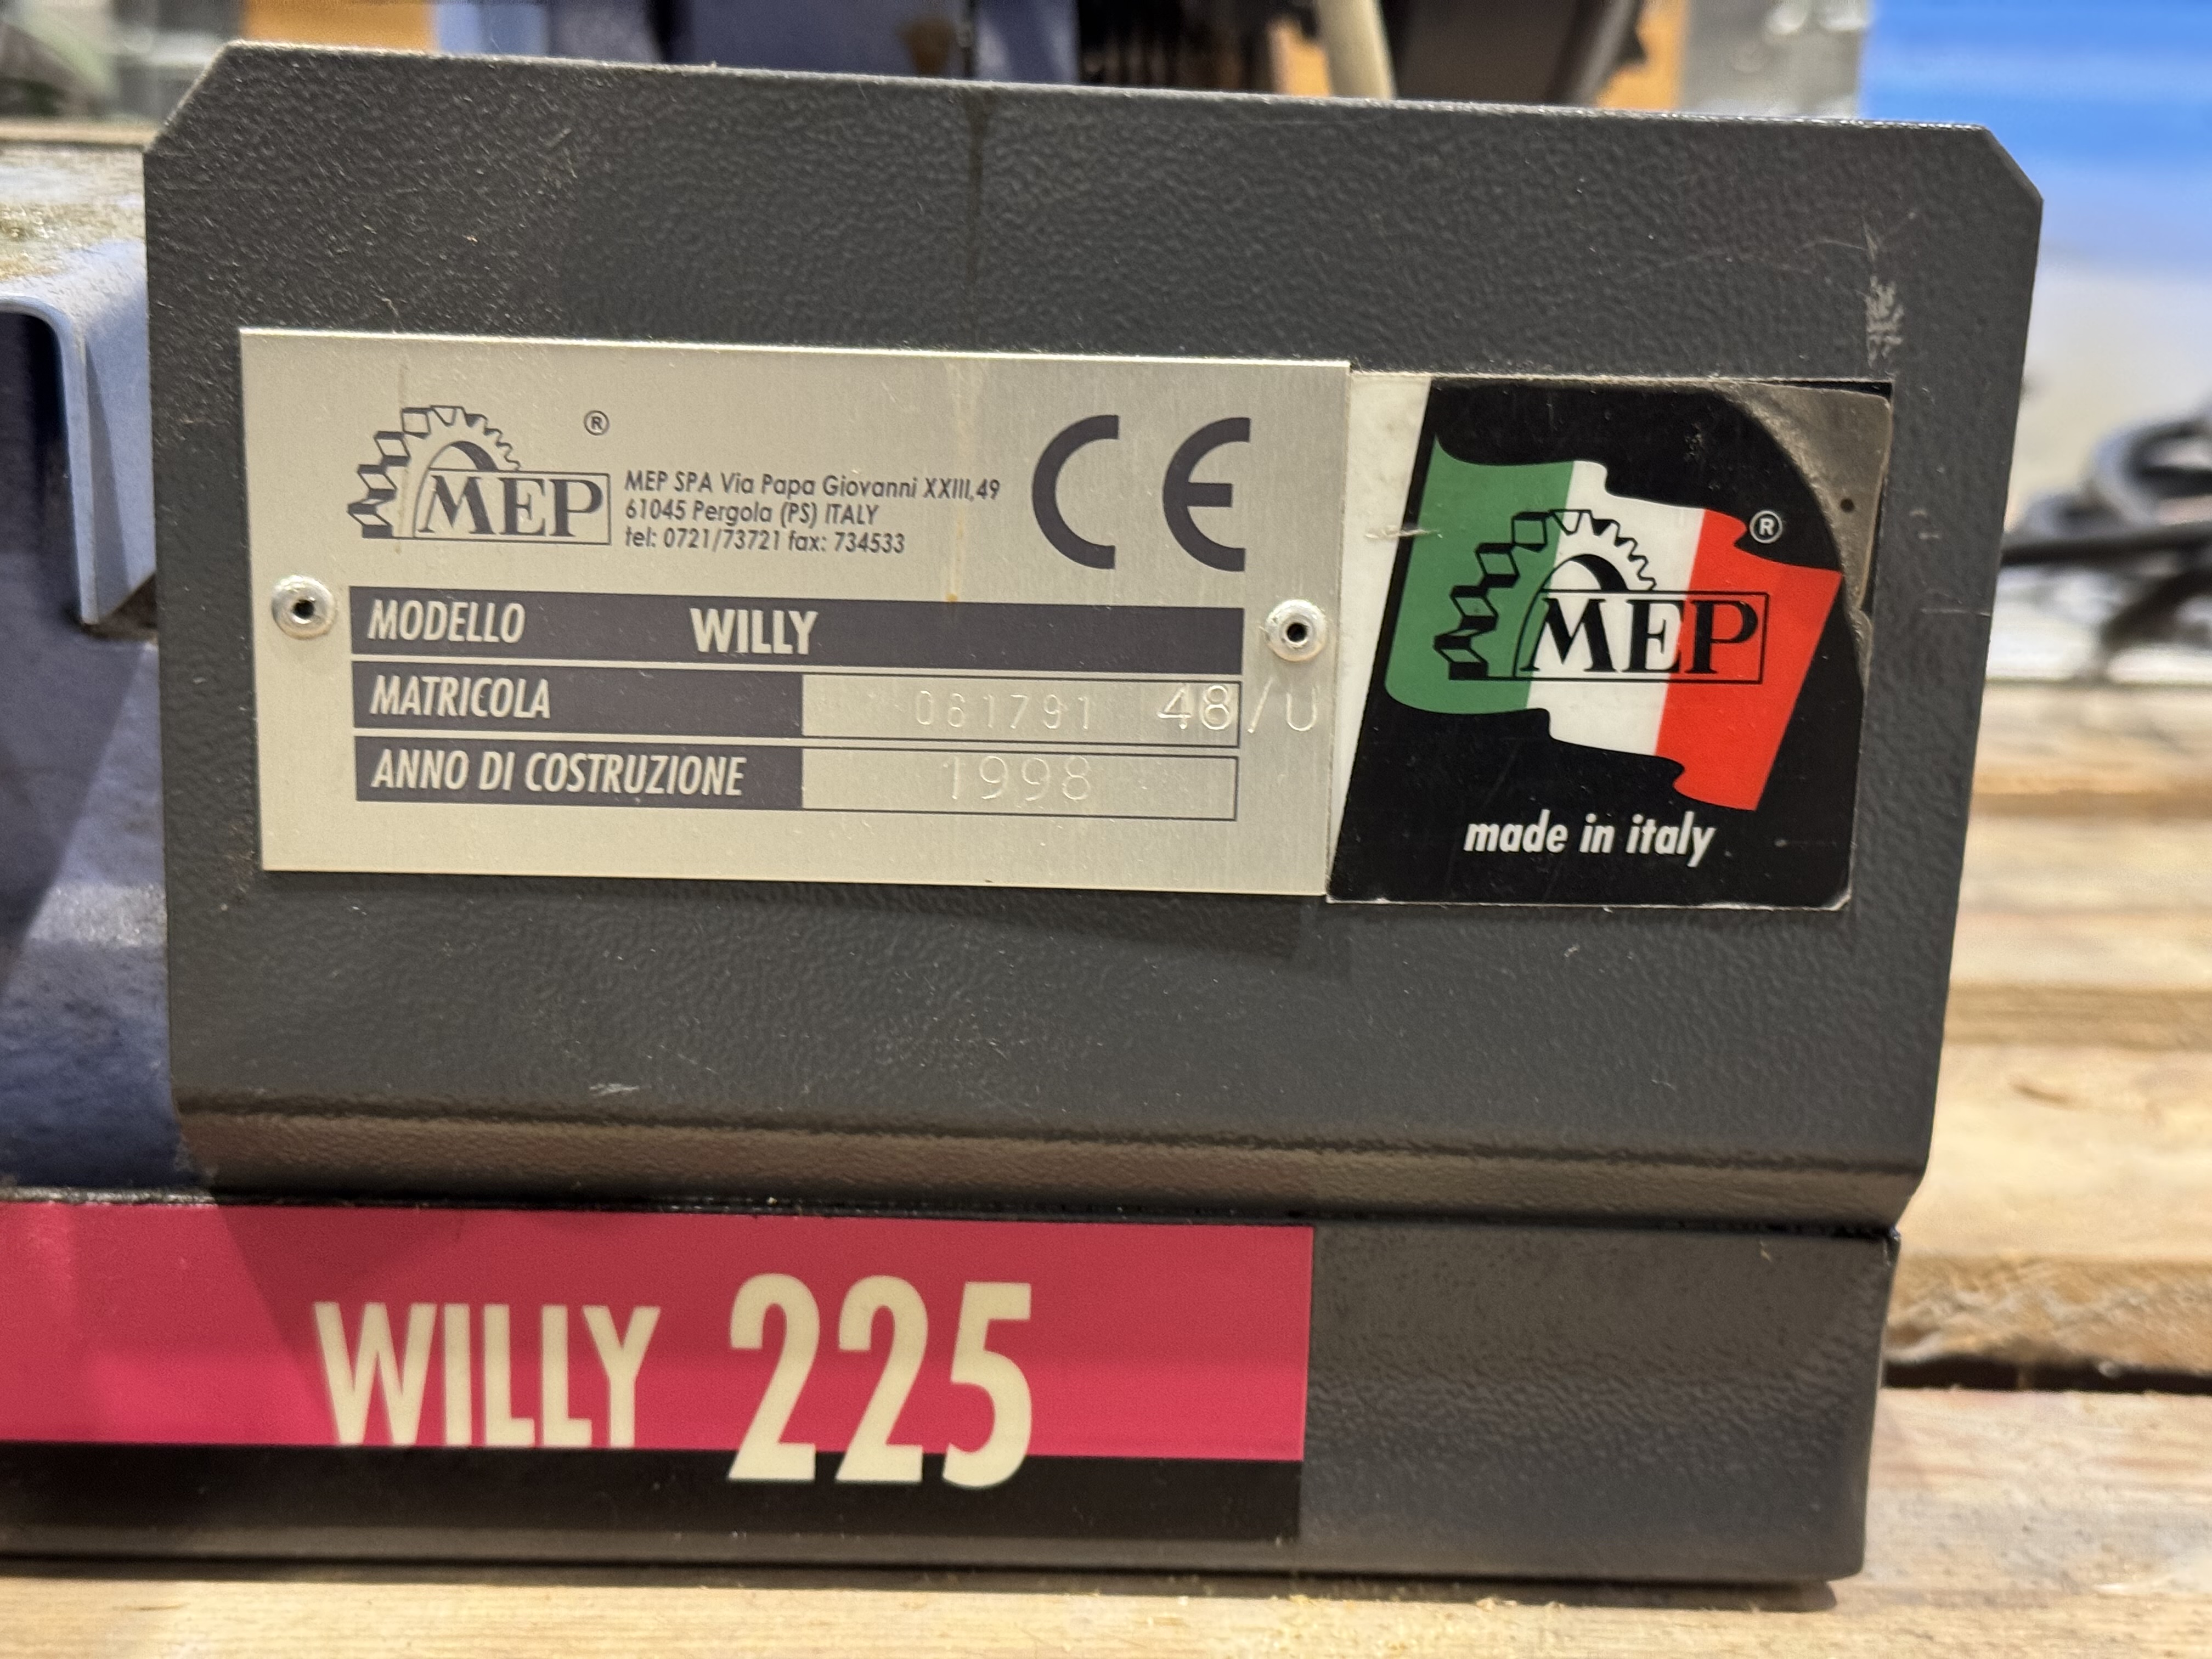 ®
MEP
MEP SPA Via Papa Giovanni XXIII,49
61045 Pergola (PS) ITALY
tel: 0721/73721 fax: 734533
CE
MODELLO WILLY
MATRICOLA 061791 48/U
ANNO DI COSTRUZIONE 1998
®
MEP
made in italy
WILLY 225